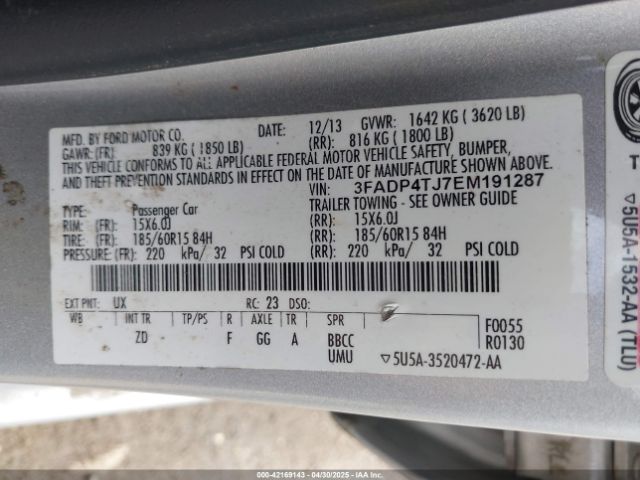 MFD. BY FORD MOTOR CO. DATE: 12/13 GVWR: 1642 KG ( 3620 LB)
GAWR: (FR) 839 KG ( 1850 LB) (RR): 816 KG ( 1800 LB)
THIS VEHICLE CONFORMS TO ALL APPLICABLE FEDERAL MOTOR VEHICLE SAFETY, BUMPER,
AND THEFT PREVENTION STANDARDS IN EFFECT ON THE DATE OF MANUFACTURE SHOWN ABOVE.
VIN: 3FADP4TJ7EM191287
TYPE: Passenger Car TRAILER TOWING - SEE OWNER GUIDE
RIM: (FR) 15X6.0J (RR): 15X6.0J
TIRE: (FR) 185/60R15 84H (RR): 185/60R15 84H
PRESSURE: (FR) 220 kPa/ 32 PSI COLD (RR): 220 kPa/ 32 PSI COLD
EXT PNT: UX RC: 23 DSO:
WB INT TR TP/PS R AXLE TR SPR F0055
ZD F GG A BBCC R0130
UMU ▽5U5A-3520472-AA
TO
▽5U5A-1532-AA (TLU)
000-42169143 - 04/30/2025 - IAAI.COM